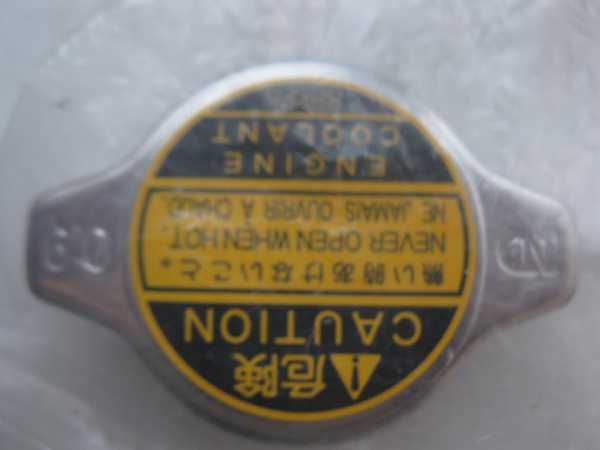 危険
CAUTION
熱い時あけないこと。
NEVER OPEN WHEN HOT.
NE JAMAIS OUVRIR À CHAUD.
ENGINE
COOLANT